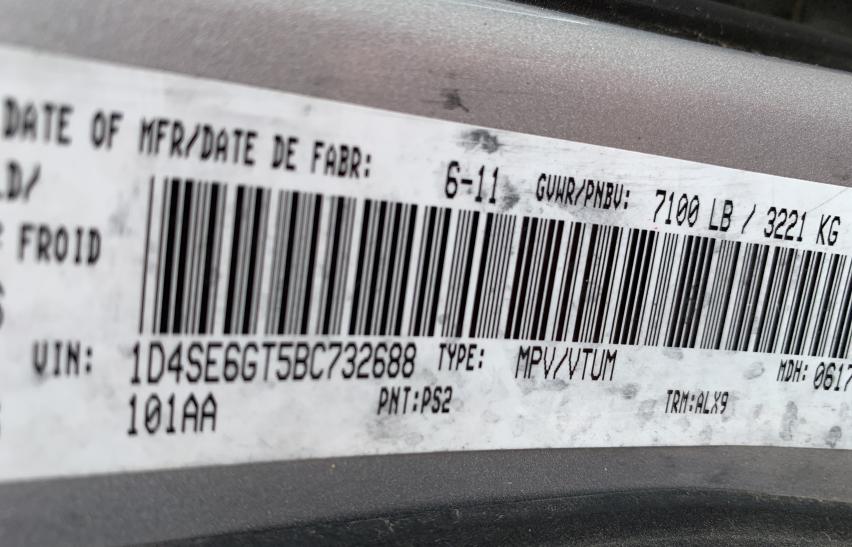 DATE OF MFR/DATE DE FABR: 6-11 GVWR/PNBV: 7100 LB / 3221 KG
LD/
FROID
VIN: 1D4SE6GT5BC732688 TYPE: MPV/VTUM MDH: 0617
101AA PNT:PS2 TRM:ALX9